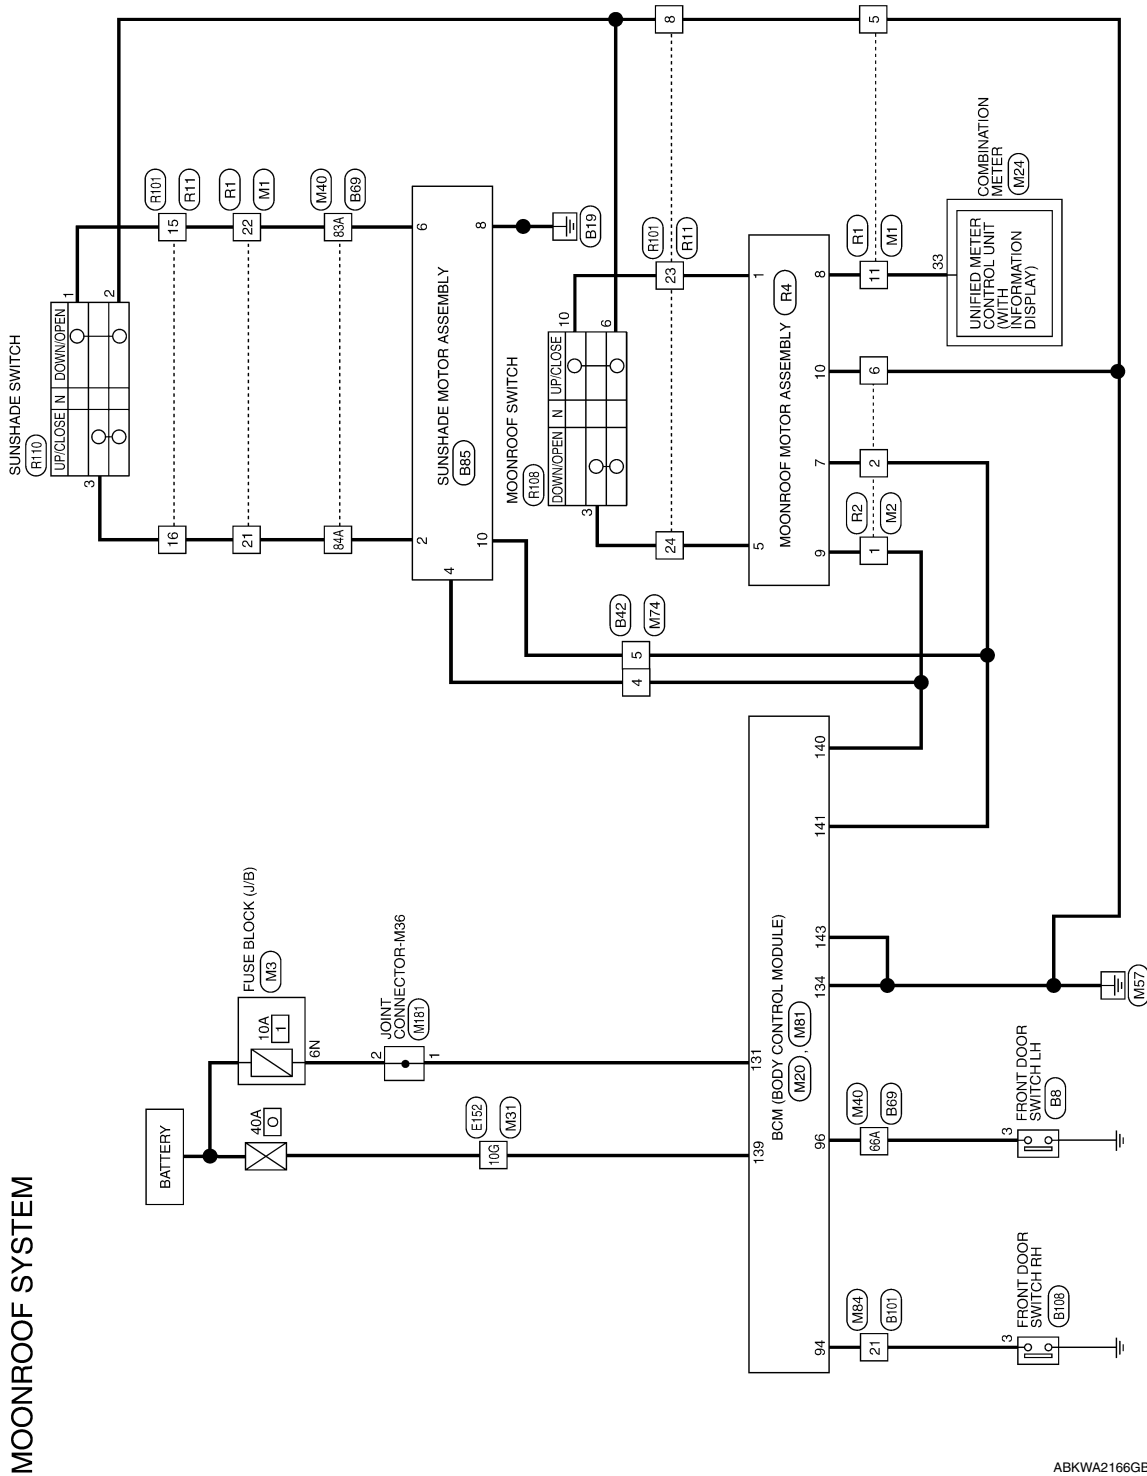 MOONROOF SYSTEM
BATTERY
40A
O
FUSE BLOCK (J/B)
M3
10A
1
6N
JOINT
CONNECTOR-M36
M181
2
1
E152
M31
10G
139
131
BCM (BODY CONTROL MODULE)
M20 , M81
94
96
134
143
141
140
M84
B101
21
3
FRONT DOOR
SWITCH RH
B108
M40
B69
66A
3
FRONT DOOR
SWITCH LH
B8
M57
SUNSHADE SWITCH
R110
UP/CLOSE
N
DOWN/OPEN
3
1
2
16
15
R101
R11
21
22
R1
M1
84A
83A
M40
B69
2
6
SUNSHADE MOTOR ASSEMBLY
B85
4
10
8
B19
MOONROOF SWITCH
R108
DOWN/OPEN
N
UP/CLOSE
3
10
6
B42
M74
4
5
24
23
R101
R11
8
5
1
MOONROOF MOTOR ASSEMBLY
R4
9
7
10
8
R2
M2
1
2
6
11
R1
M1
5
33
COMBINATION
METER
M24
UNIFIED METER
CONTROL UNIT
(WITH
INFORMATION
DISPLAY)
ABKWA2166GE